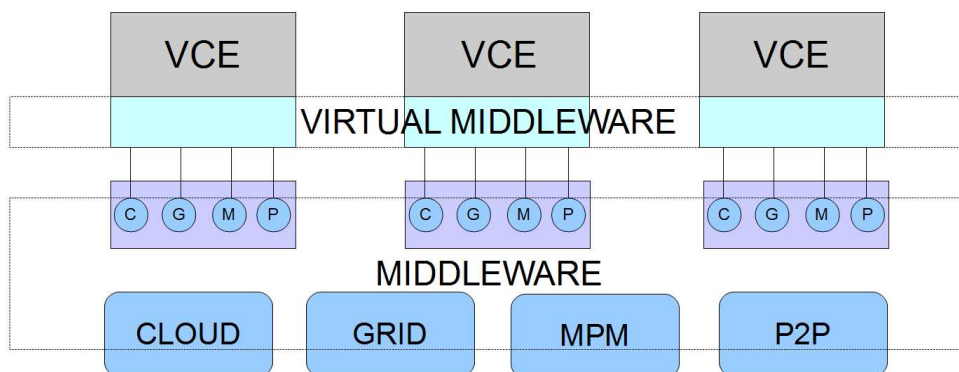 VCE VCE VCE
VIRTUAL MIDDLEWARE
C G M P C G M P C G M P
MIDDLEWARE
CLOUD GRID MPM P2P